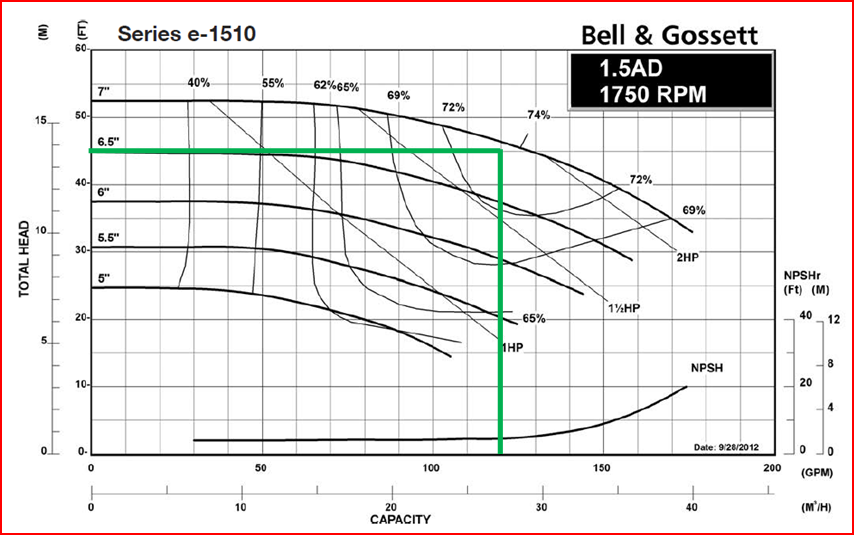 Series e-1510
Bell & Gossett
1.5AD
1750 RPM
(M)
(FT)
60
50
40
30
20
10
0
15
10
5
0
TOTAL HEAD
7"
6.5"
6"
5.5"
5"
40%
55%
62%
65%
69%
72%
74%
72%
69%
65%
2HP
1½HP
1HP
NPSHr
(Ft) (M)
40 12
8
20
4
0 0
NPSH
Date: 9/28/2012
0 50 100 150 200
(GPM)
0 10 20 30 40
(M³/H)
CAPACITY